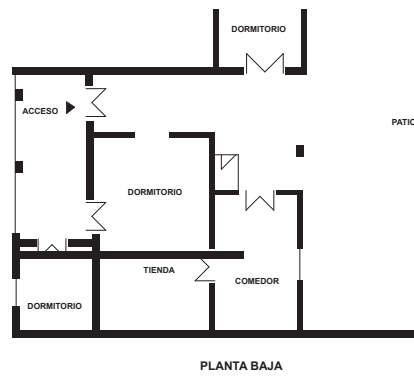 DORMITORIO
ACCESO
PATIO
DORMITORIO
TIENDA
COMEDOR
DORMITORIO
PLANTA BAJA